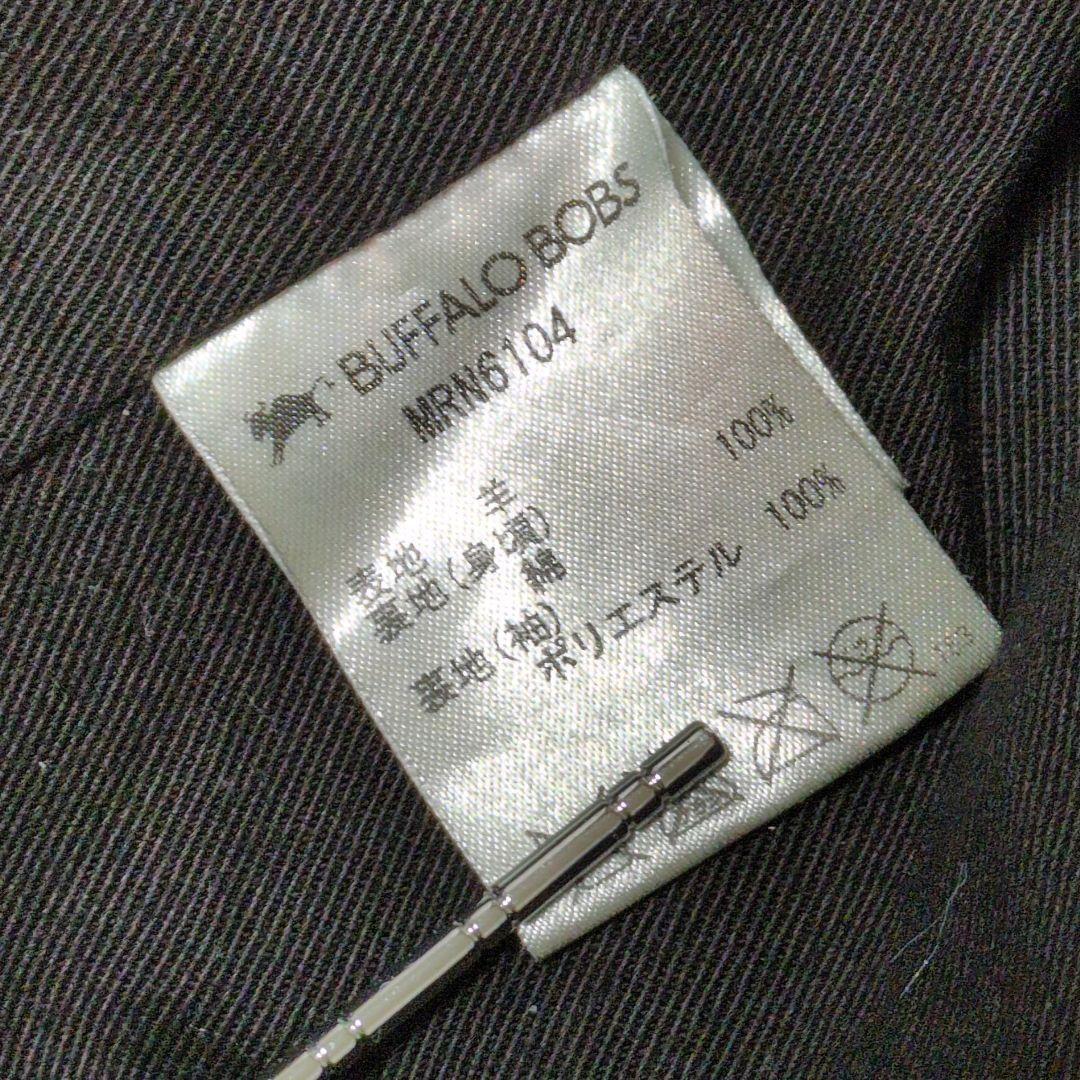 BUFFALO BOBS
MRN6104
表地 羊
裏地(身頃)
綿 100%
裏地(袖)
ポリエステル 100%